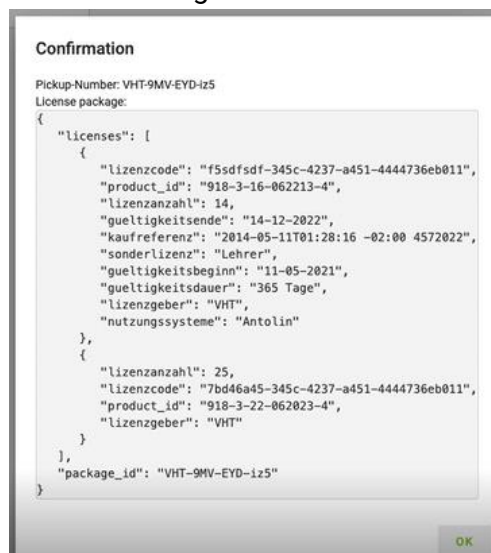 Confirmation
Pickup-Number: VHT-9MV-EYD-iz5
License package:
{
"licenses": [
{
"lizenzcode": "f5sdfsdf-345c-4237-a451-4444736eb011",
"product_id": "918-3-16-062213-4",
"lizenzanzahl": 14,
"gueltigkeitsende": "14-12-2022",
"kaufreferenz": "2014-05-11T01:28:16 -02:00 4572022",
"sonderlizenz": "Lehrer",
"gueltigkeitsbeginn": "11-05-2021",
"gueltigkeitsdauer": "365 Tage",
"lizenzgeber": "VHT",
"nutzungssysteme": "Antolin"
},
{
"lizenzanzahl": 25,
"lizenzcode": "7bd46a45-345c-4237-a451-4444736eb011",
"product_id": "918-3-22-062023-4",
"lizenzgeber": "VHT"
}
],
"package_id": "VHT-9MV-EYD-iz5"
}
OK